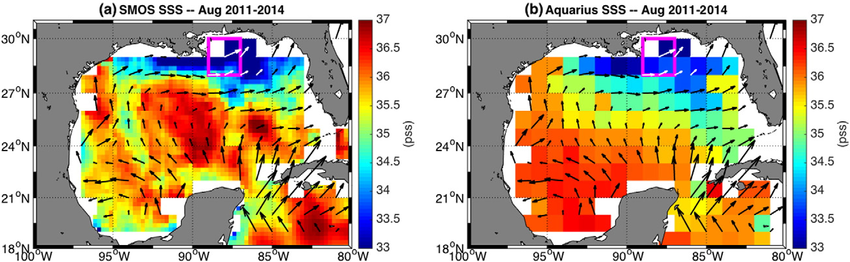 (a) SMOS SSS -- Aug 2011-2014
30°N
27°N
24°N
21°N
18°N
100°W 95°W 90°W 85°W 80°W
37
36.5
36
35.5
35
34.5
34
33.5
33
(pss)
(b) Aquarius SSS -- Aug 2011-2014
30°N
27°N
24°N
21°N
18°N
100°W 95°W 90°W 85°W 80°W
37
36.5
36
35.5
35
34.5
34
33.5
33
(pss)